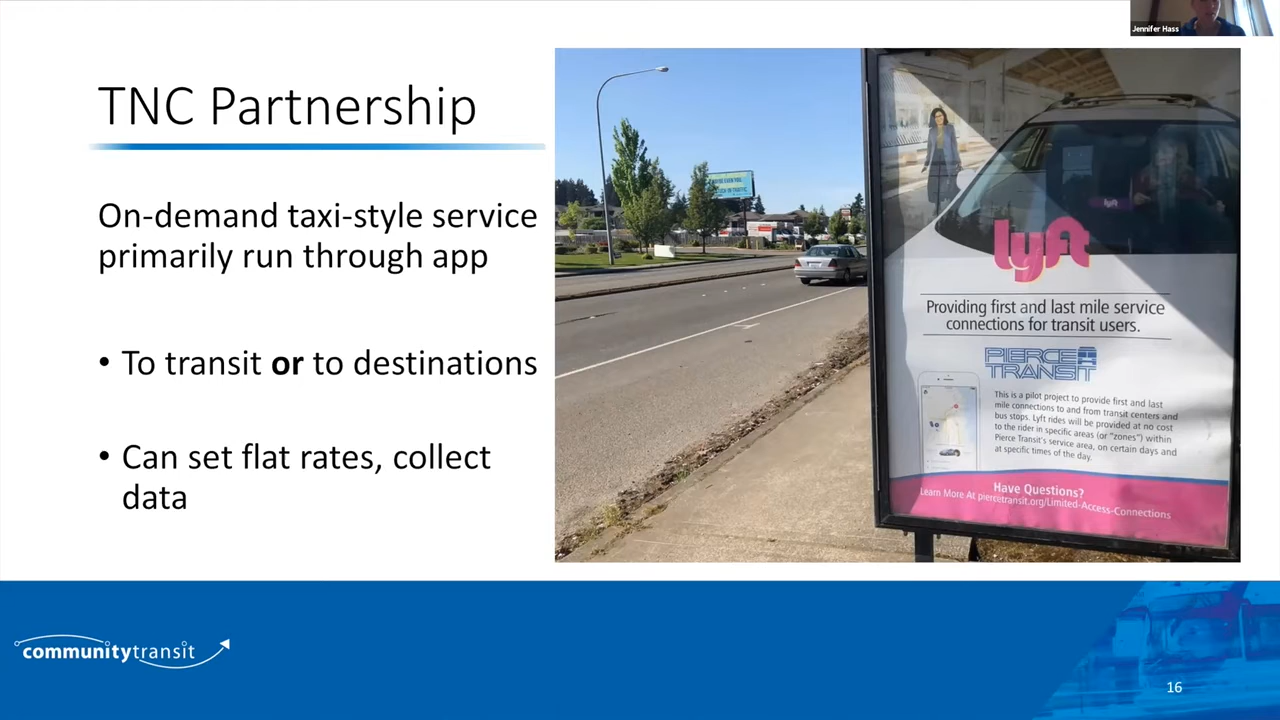 Jennifer Hass
TNC Partnership
On-demand taxi-style service
primarily run through app
• To transit or to destinations
• Can set flat rates, collect
data
lyft
lyft
Providing first and last mile service
connections for transit users.
PIERCE
TRANSIT
This is a pilot project to provide first and last
mile connections to and from transit centers and
bus stops. Lyft rides will be provided at no cost
to the rider in specific areas (or "zones") within
Pierce Transit's service area, on certain days and
at specific times of the day.
Have Questions?
Learn More At piercetransit.org/Limited-Access-Connections
communitytransit
16